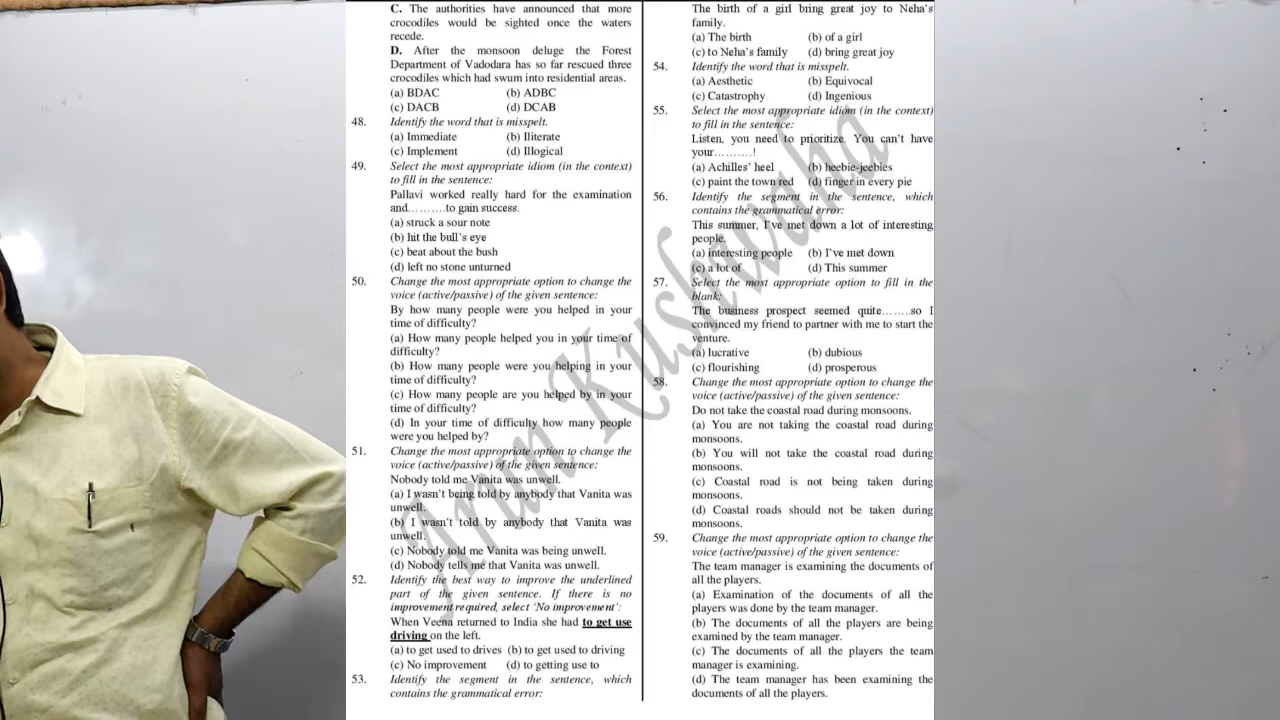 C. The authorities have announced that more
crocodiles would be sighted once the waters
recede.
D. After the monsoon deluge the Forest
Department of Vadodara has so far rescued three
crocodiles which had swum into residential areas.
(a) BDAC (b) ADBC
(c) DACB (d) DCAB
48. Identify the word that is misspelt.
(a) Immediate (b) Iliterate
(c) Implement (d) Illogical
49. Select the most appropriate idiom (in the context)
to fill in the sentence:
Pallavi worked really hard for the examination
and..........to gain success.
(a) struck a sour note
(b) hit the bull's eye
(c) beat about the bush
(d) left no stone unturned
50. Change the most appropriate option to change the
voice (active/passive) of the given sentence:
By how many people were you helped in your
time of difficulty?
(a) How many people helped you in your time of
difficulty?
(b) How many people were you helping in your
time of difficulty?
(c) How many people are you helped by in your
time of difficulty?
(d) In your time of difficulty how many people
were you helped by?
51. Change the most appropriate option to change the
voice (active/passive) of the given sentence:
Nobody told me Vanita was unwell.
(a) I wasn't being told by anybody that Vanita was
unwell.
(b) I wasn't told by anybody that Vanita was
unwell.
(c) Nobody told me Vanita was being unwell.
(d) Nobody tells me that Vanita was unwell.
52. Identify the best way to improve the underlined
part of the given sentence. If there is no
improvement required, select 'No improvement':
When Veena returned to India she had to get use
driving on the left.
(a) to get used to drives (b) to get used to driving
(c) No improvement (d) to getting use to
53. Identify the segment in the sentence, which
contains the grammatical error:
The birth of a girl bring great joy to Neha's
family.
(a) The birth (b) of a girl
(c) to Neha's family (d) bring great joy
54. Identify the word that is misspelt.
(a) Aesthetic (b) Equivocal
(c) Catastrophy (d) Ingenious
55. Select the most appropriate idiom (in the context)
to fill in the sentence:
Listen, you need to prioritize. You can't have
your..........!
(a) Achilles' heel (b) heebie-jeebies
(c) paint the town red (d) finger in every pie
56. Identify the segment in the sentence, which
contains the grammatical error:
This summer, I've met down a lot of interesting
people.
(a) interesting people (b) I've met down
(c) a lot of (d) This summer
57. Select the most appropriate option to fill in the
blank:
The business prospect seemed quite........so I
convinced my friend to partner with me to start the
venture.
(a) lucrative (b) dubious
(c) flourishing (d) prosperous
58. Change the most appropriate option to change the
voice (active/passive) of the given sentence:
Do not take the coastal road during monsoons.
(a) You are not taking the coastal road during
monsoons.
(b) You will not take the coastal road during
monsoons.
(c) Coastal road is not being taken during
monsoons.
(d) Coastal roads should not be taken during
monsoons.
59. Change the most appropriate option to change the
voice (active/passive) of the given sentence:
The team manager is examining the documents of
all the players.
(a) Examination of the documents of all the
players was done by the team manager.
(b) The documents of all the players are being
examined by the team manager.
(c) The documents of all the players the team
manager is examining.
(d) The team manager has been examining the
documents of all the players.
Arun Kushwaha